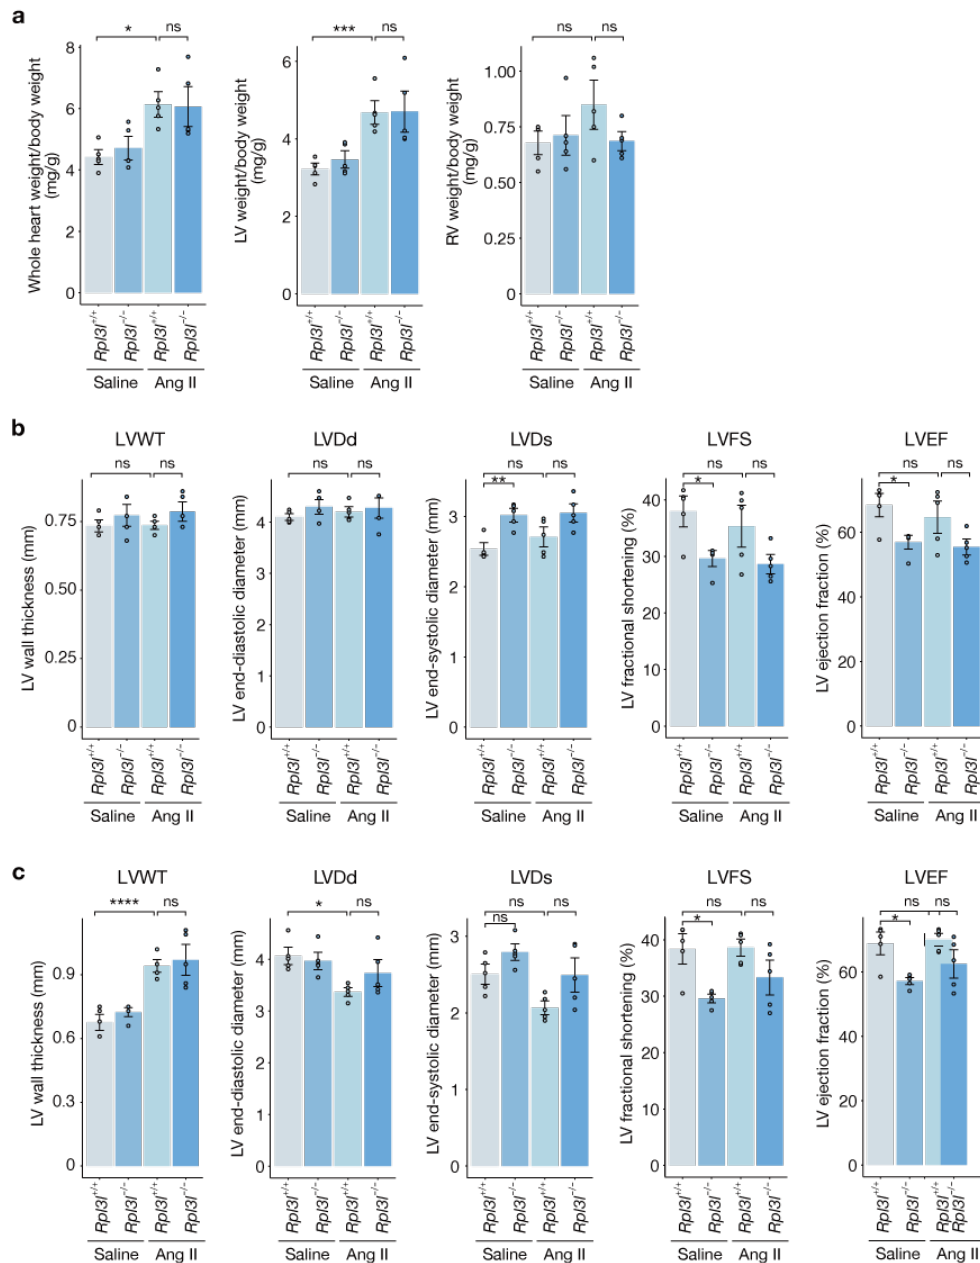 a
* ns
*** ns
ns ns
Whole heart weight/body weight
(mg/g)
8
6
4
2
0
LV weight/body weight
(mg/g)
6
4
2
0
RV weight/body weight
(mg/g)
1.00
0.75
0.50
0.25
0
Rpl3l+/+ Rpl3l−/− Rpl3l+/+ Rpl3l−/−
Saline Ang II
Rpl3l+/+ Rpl3l−/− Rpl3l+/+ Rpl3l−/−
Saline Ang II
Rpl3l+/+ Rpl3l−/− Rpl3l+/+ Rpl3l−/−
Saline Ang II
b
LVWT
ns ns
LV wall thickness (mm)
0.75
0.50
0.25
0
Rpl3l+/+ Rpl3l−/− Rpl3l+/+ Rpl3l−/−
Saline Ang II
LVDd
ns ns
LV end-diastolic diameter (mm)
4
3
2
1
0
Rpl3l+/+ Rpl3l−/− Rpl3l+/+ Rpl3l−/−
Saline Ang II
LVDs
ns ns
**
LV end-systolic diameter (mm)
3
2
1
0
Rpl3l+/+ Rpl3l−/− Rpl3l+/+ Rpl3l−/−
Saline Ang II
LVFS
ns ns
*
LV fractional shortening (%)
40
30
20
10
0
Rpl3l+/+ Rpl3l−/− Rpl3l+/+ Rpl3l−/−
Saline Ang II
LVEF
ns ns
*
LV ejection fraction (%)
60
40
20
0
Rpl3l+/+ Rpl3l−/− Rpl3l+/+ Rpl3l−/−
Saline Ang II
c
LVWT
**** ns
LV wall thickness (mm)
0.9
0.6
0.3
0
Rpl3l+/+ Rpl3l−/− Rpl3l+/+ Rpl3l−/−
Saline Ang II
LVDd
* ns
LV end-diastolic diameter (mm)
4
3
2
1
0
Rpl3l+/+ Rpl3l−/− Rpl3l+/+ Rpl3l−/−
Saline Ang II
LVDs
ns ns
ns
LV end-systolic diameter (mm)
3
2
1
0
Rpl3l+/+ Rpl3l−/− Rpl3l+/+ Rpl3l−/−
Saline Ang II
LVFS
ns ns
*
LV fractional shortening (%)
40
30
20
10
0
Rpl3l+/+ Rpl3l−/− Rpl3l+/+ Rpl3l−/−
Saline Ang II
LVEF
ns ns
*
LV ejection fraction (%)
60
40
20
0
Rpl3l+/+ Rpl3l−/− Rpl3l+/+ Rpl3l−/−
Saline Ang II